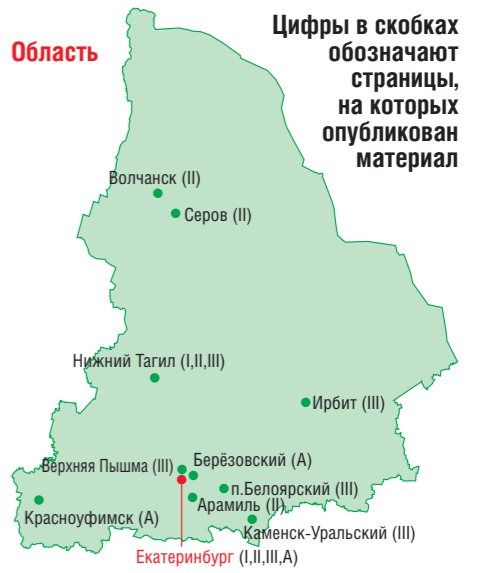 Область
Цифры в скобках
обозначают
страницы,
на которых
опубликован
материал
Волчанск (II)
Серов (II)
Нижний Тагил (I,II,III)
Ирбит (III)
Верхняя Пышма (III)
Берёзовский (А)
п.Белоярский (III)
Арамиль (II)
Красноуфимск (А)
Каменск-Уральский (III)
Екатеринбург (I,II,III,А)